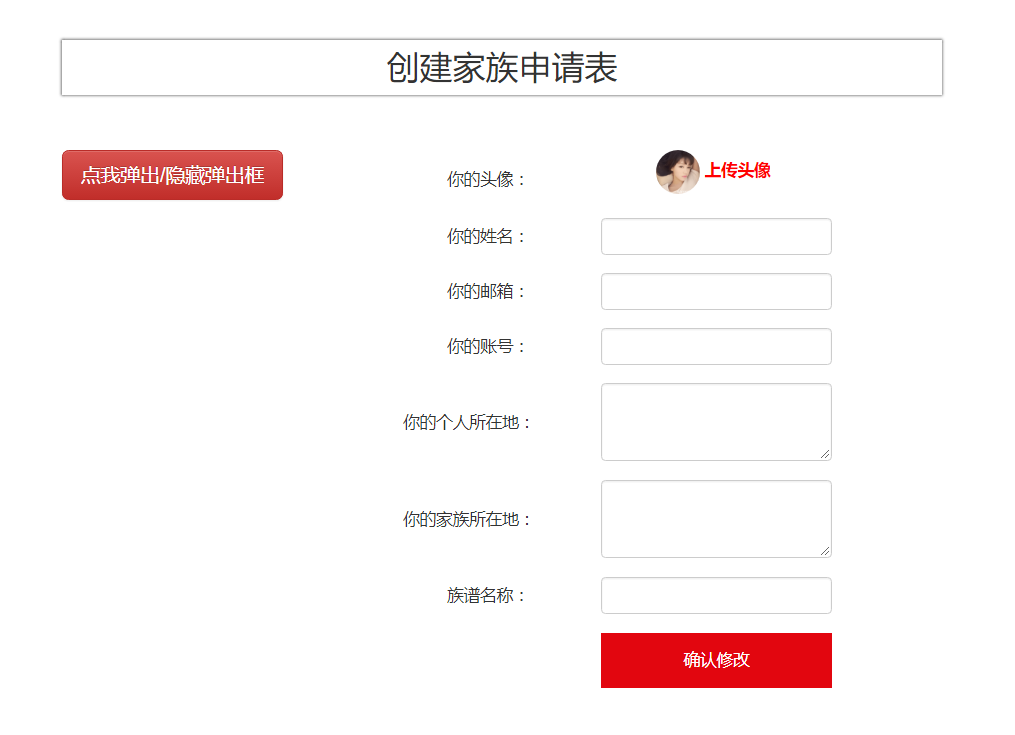 创建家族申请表
点我弹出/隐藏弹出框
你的头像：
上传头像
你的姓名：
你的邮箱：
你的账号：
你的个人所在地：
你的家族所在地：
族谱名称：
确认修改